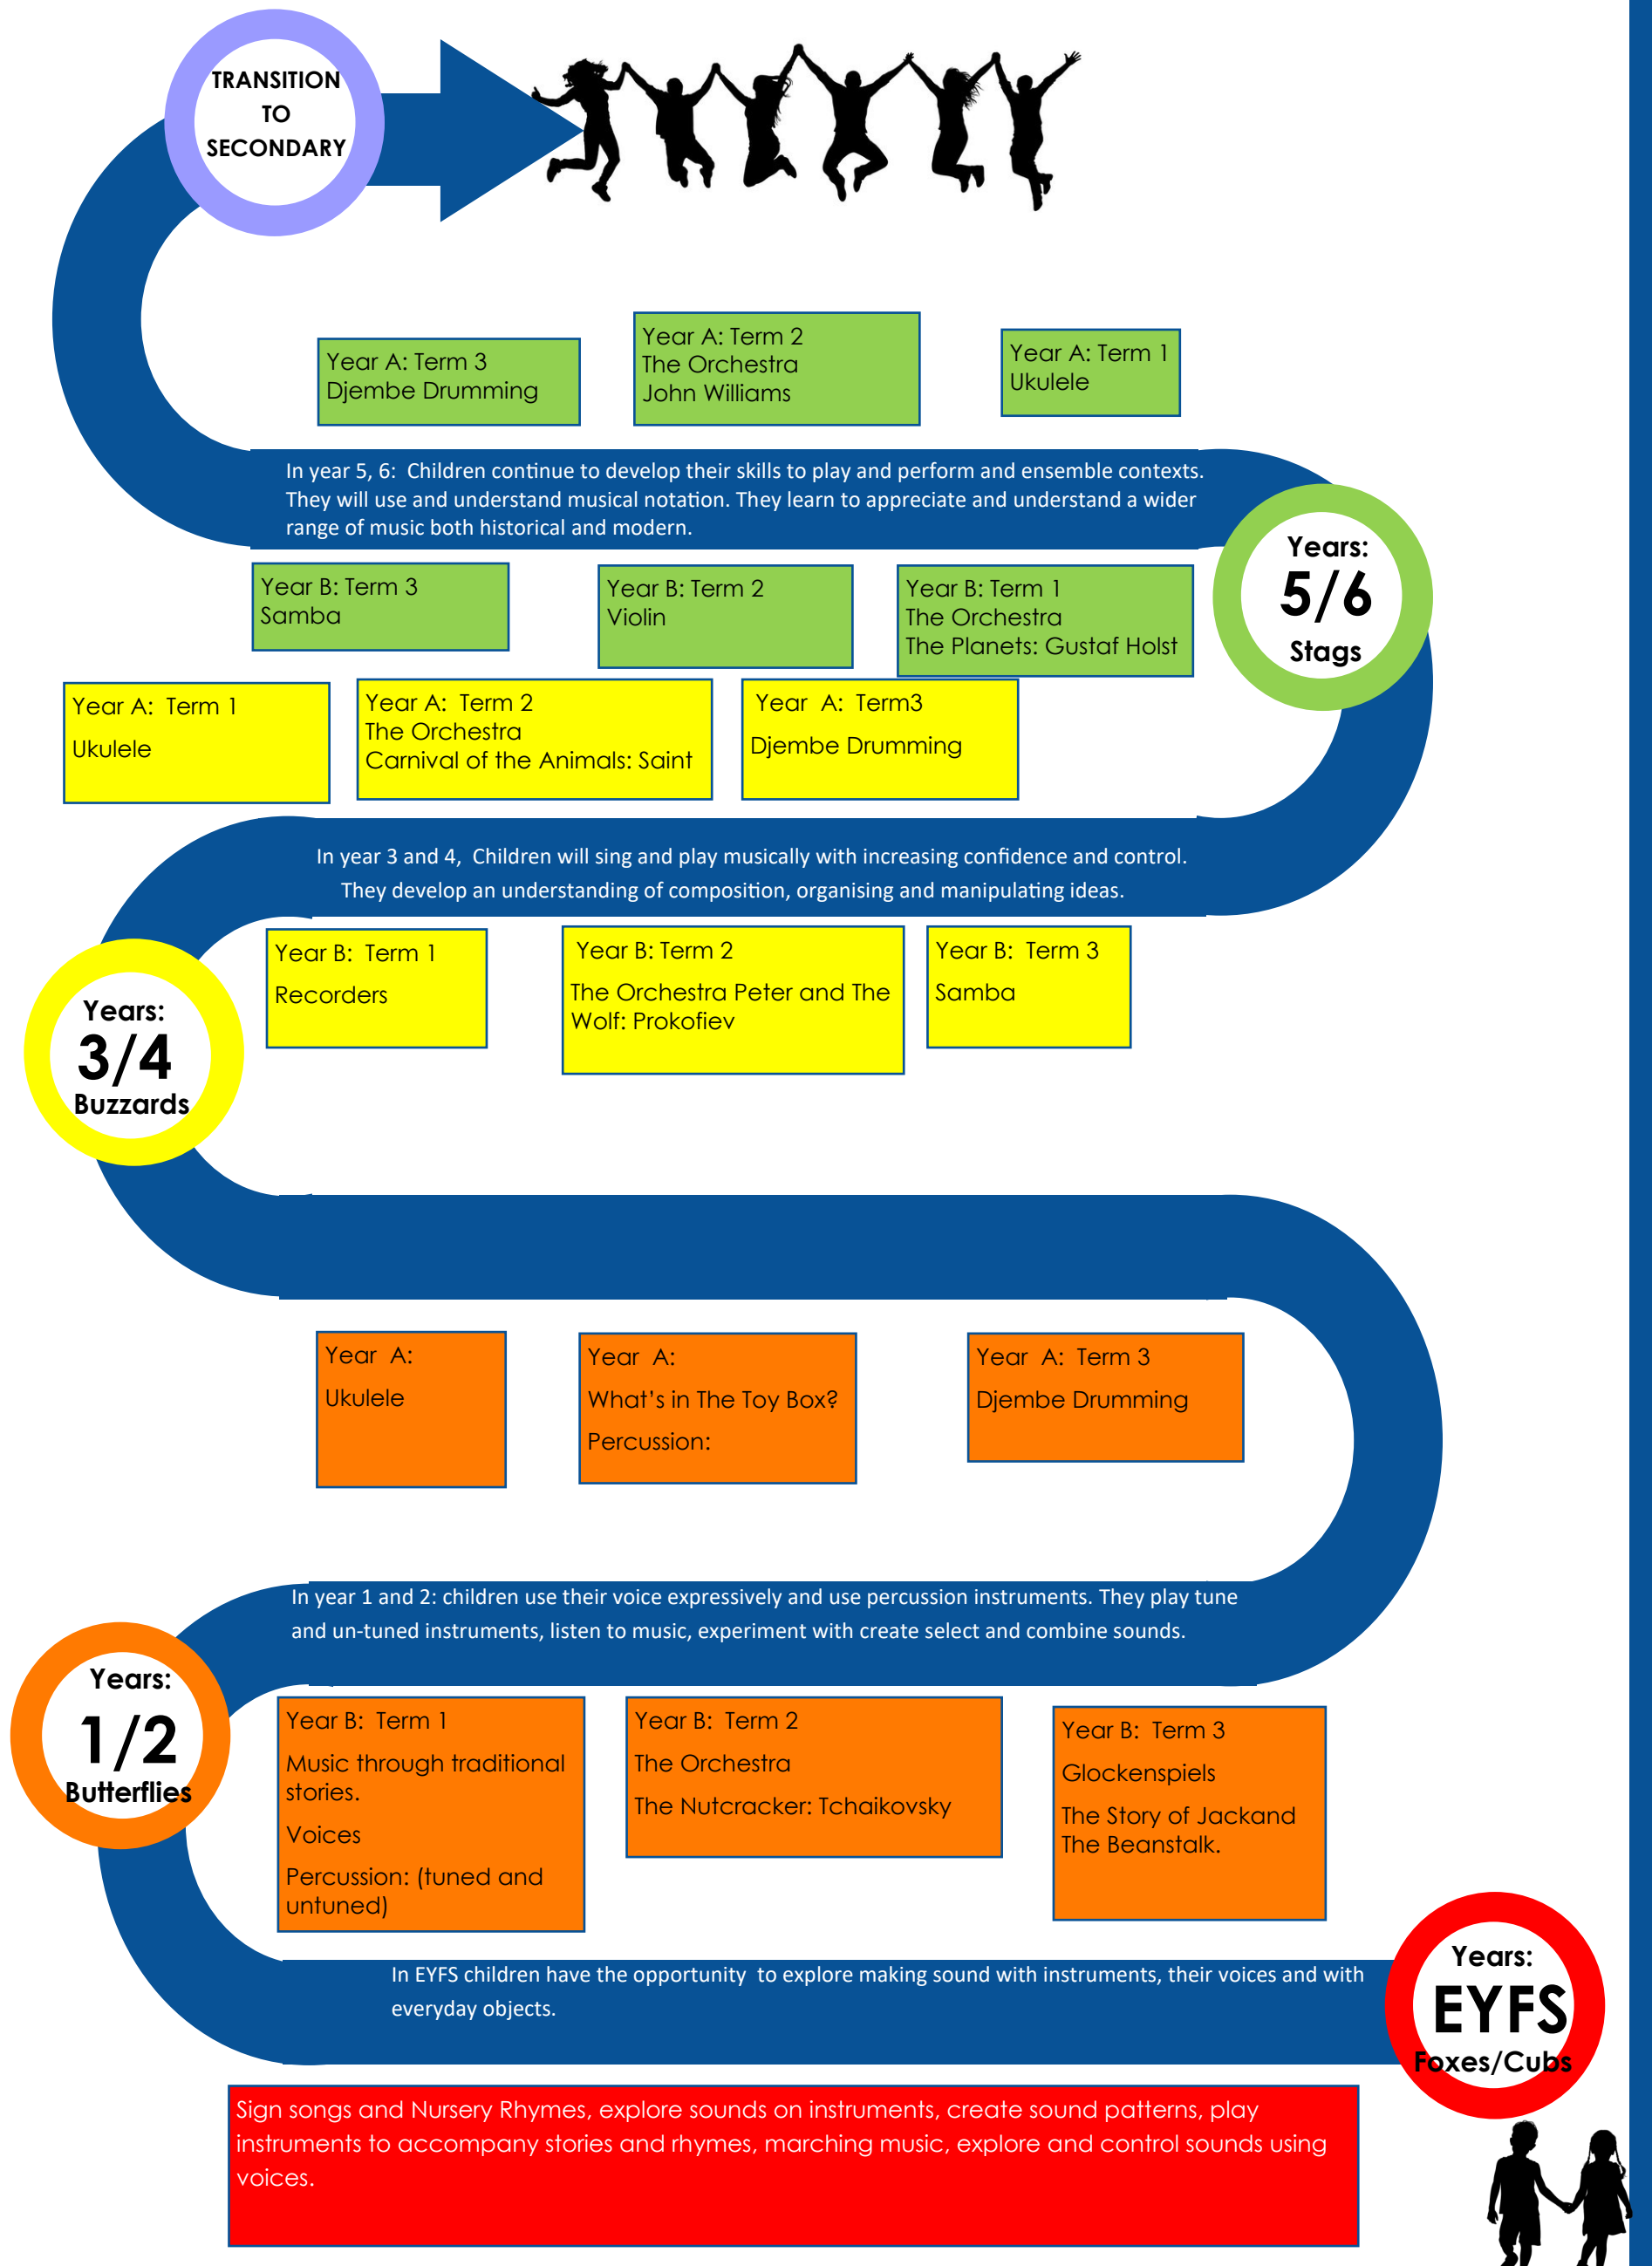 TRANSITION
TO
SECONDARY
Year A: Term 3
Djembe Drumming
Year A: Term 2
The Orchestra
John Williams
Year A: Term 1
Ukulele
In year 5, 6:  Children continue to develop their skills to play and perform and ensemble contexts.
They will use and understand musical notation. They learn to appreciate and understand a wider
range of music both historical and modern.
Years:
5/6
Stags
Year B: Term 3
Samba
Year B: Term 2
Violin
Year B: Term 1
The Orchestra
The Planets: Gustaf Holst
Year A:  Term 1
Ukulele
Year A:  Term 2
The Orchestra
Carnival of the Animals: Saint
Year  A:  Term3
Djembe Drumming
In year 3 and 4,  Children will sing and play musically with increasing confidence and control.
They develop an understanding of composition, organising and manipulating ideas.
Years:
3/4
Buzzards
Year B:  Term 1
Recorders
Year B: Term 2
The Orchestra Peter and The
Wolf: Prokofiev
Year B:  Term 3
Samba
Year  A:
Ukulele
Year  A:
What's in The Toy Box?
Percussion:
Year  A:  Term 3
Djembe Drumming
In year 1 and 2: children use their voice expressively and use percussion instruments. They play tune
and un-tuned instruments, listen to music, experiment with create select and combine sounds.
Years:
1/2
Butterflies
Year B:  Term 1
Music through traditional
stories.
Voices
Percussion: (tuned and
untuned)
Year B:  Term 2
The Orchestra
The Nutcracker: Tchaikovsky
Year B:  Term 3
Glockenspiels
The Story of Jackand
The Beanstalk.
In EYFS children have the opportunity  to explore making sound with instruments, their voices and with
everyday objects.
Years:
EYFS
Foxes/Cubs
Sign songs and Nursery Rhymes, explore sounds on instruments, create sound patterns, play
instruments to accompany stories and rhymes, marching music, explore and control sounds using
voices.